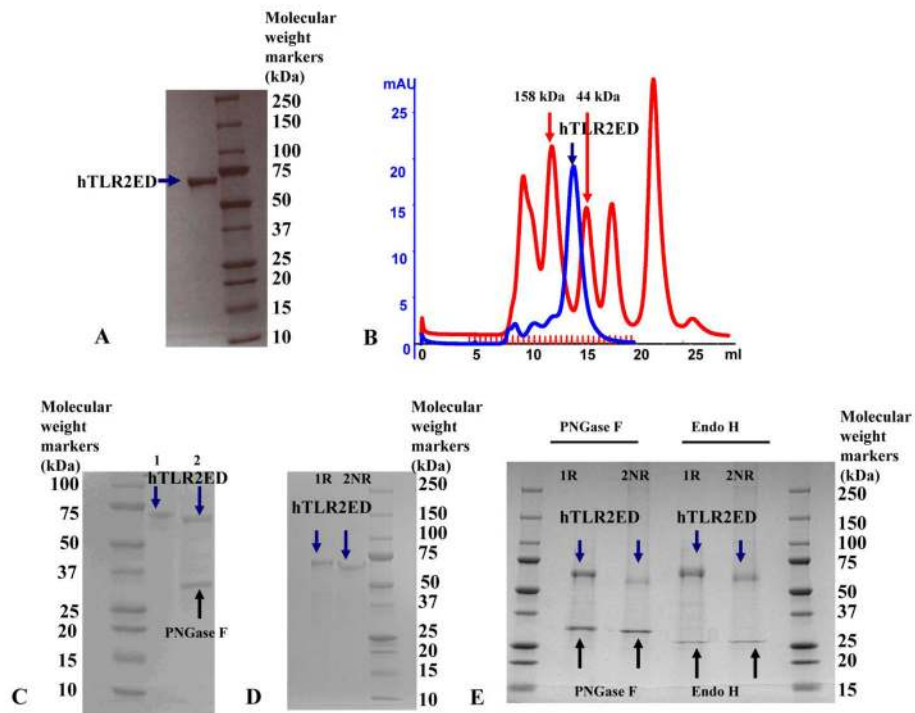 Molecular
weight
markers
(kDa)
250
150
100
75
50
37
25
20
15
10
hTLR2ED
A
mAU
25
20
15
10
5
0
158 kDa
44 kDa
hTLR2ED
0
10
15
20
25
ml
B
Molecular
weight
markers
(kDa)
100
75
50
37
25
20
15
10
1 2
hTLR2ED
PNGase F
C
Molecular
weight
markers
(kDa)
250
150
100
75
50
37
25
20
15
10
1R 2NR
hTLR2ED
D
PNGase F Endo H
1R 2NR 1R 2NR
hTLR2ED hTLR2ED
PNGase F Endo H
Molecular
weight
markers
(kDa)
250
150
100
75
50
37
25
20
15
E